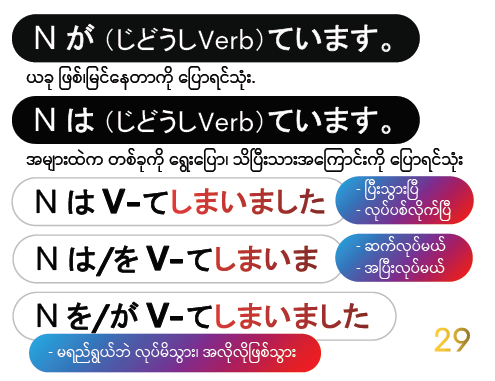 N が （じどうしVerb）ています。
ယခု ဖြစ်၊မြင်နေတာကို ပြောရင်သုံး.
N は （じどうしVerb）ています。
အများထဲက တစ်ခုကို ရွေးပြော၊ သိပြီးသားအကြောင်းကို ပြောရင်သုံး
N は V-てしまいました
- ပြီးသွားပြီ
- လုပ်ပစ်လိုက်ပြီ
N は/を V-てしまいま
- ဆက်လုပ်မယ်
- အပြီးလုပ်မယ်
N を/が V-てしまいました
- မရည်ရွယ်ဘဲ လုပ်မိသွား၊ အလိုလိုဖြစ်သွား
29